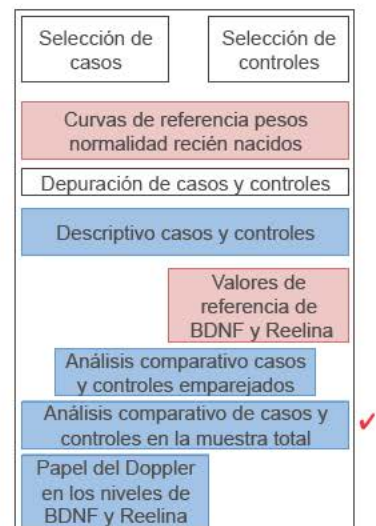 Selección de
casos
Selección de
controles
Curvas de referencia pesos
normalidad recién nacidos
Depuración de casos y controles
Descriptivo casos y controles
Valores de
referencia de
BDNF y Reelina
Análisis comparativo casos
y controles emparejados
Análisis comparativo de casos y
controles en la muestra total
Papel del Doppler
en los niveles de
BDNF y Reelina